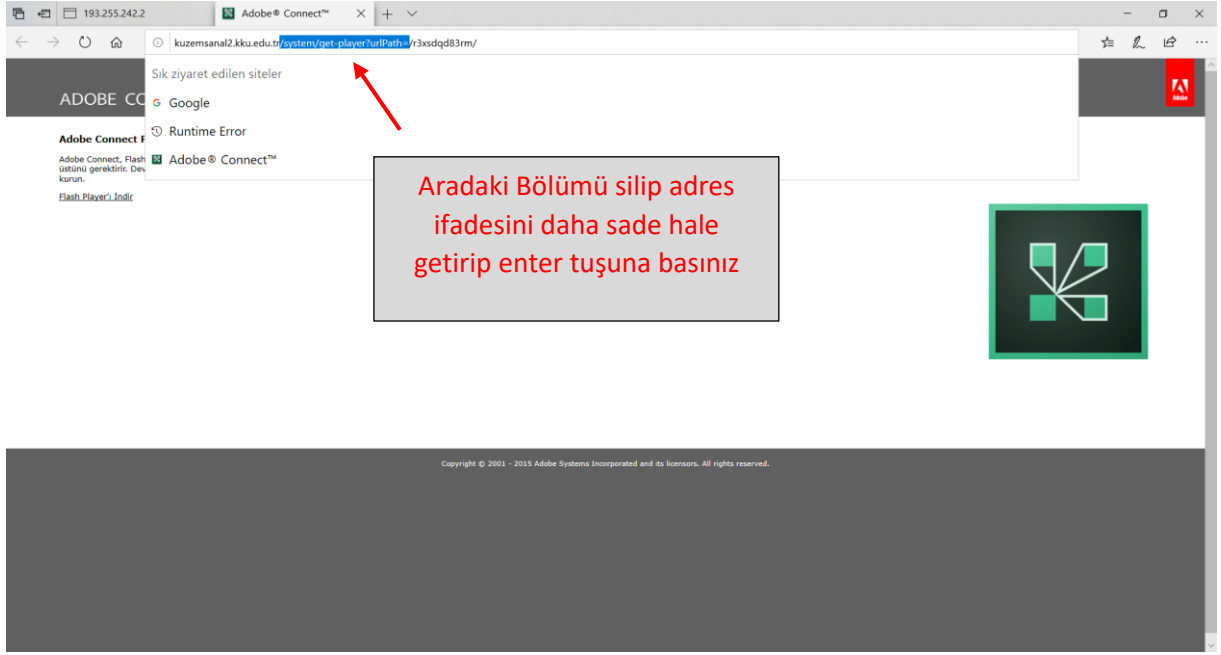 193.255.242.2
Adobe® Connect™
kuzemsanal2.kku.edu.tr/system/get-player?urlPath=/r3xsdqd83rm/
Sık ziyaret edilen siteler
Google
Runtime Error
Adobe® Connect™
ADOBE CO
Adobe
Adobe Connect F
Adobe Connect, Flash
üstünü gerektirir. Dev
kurun.
Flash Player'ı İndir
Aradaki Bölümü silip adres
ifadesini daha sade hale
getirip enter tuşuna basınız
Copyright © 2001 - 2015 Adobe Systems Incorporated and its licensors. All rights reserved.